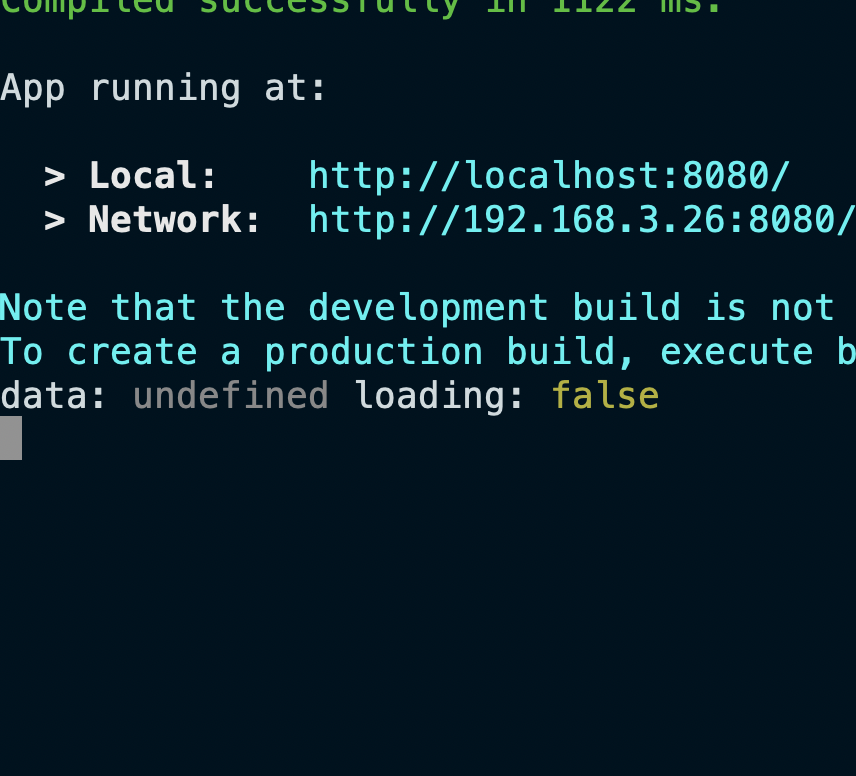 Compiled successfully in 1122 ms.
App running at:
> Local: http://localhost:8080/
> Network: http://192.168.3.26:8080/
Note that the development build is not
To create a production build, execute b
data: undefined loading: false